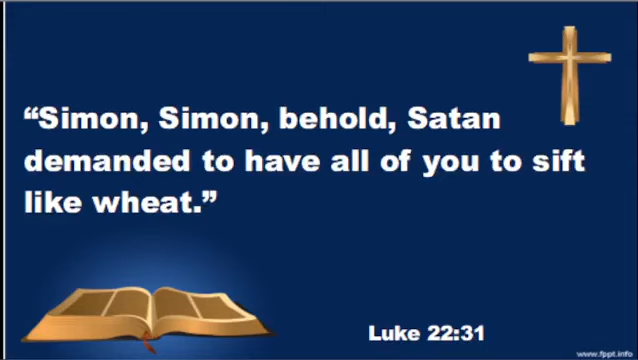 “Simon, Simon, behold, Satan
demanded to have all of you to sift
like wheat.”
Luke 22:31
www.fppt.info